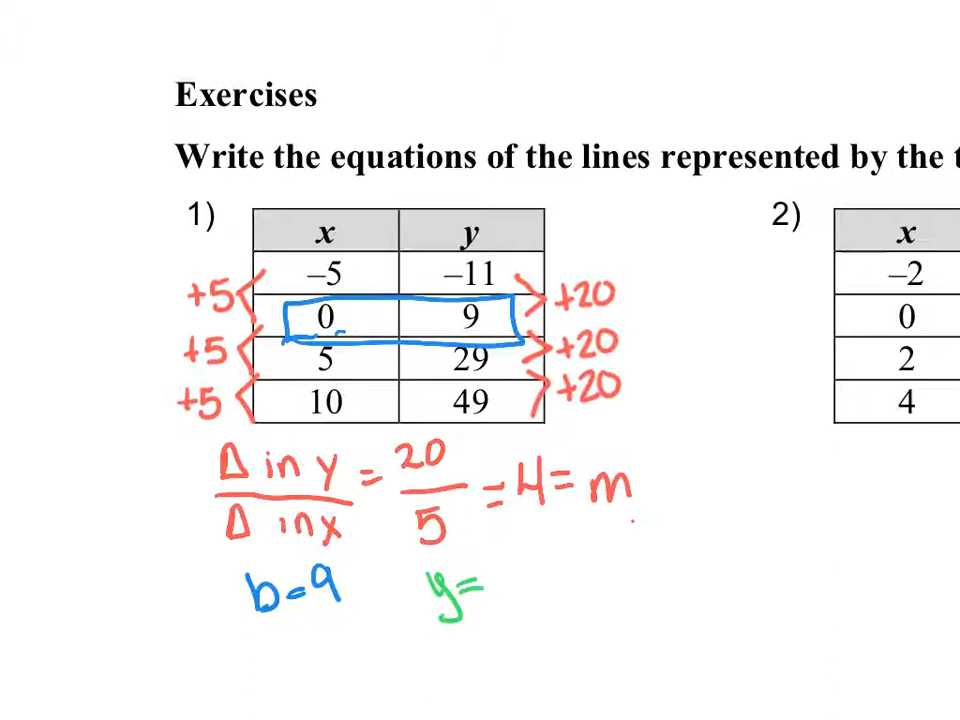 Exercises
Write the equations of the lines represented by the t
1)
x y
–5 –11
0 9
5 29
10 49
+5
+5
+5
+20
+20
+20
Δ in y / Δ in x = 20 / 5 = 4 = m
b = 9
y =
2)
x
–2
0
2
4